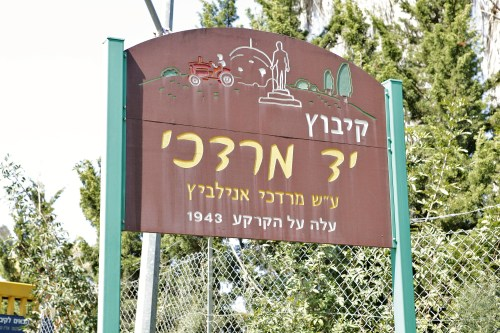 קיבוץ
יד מרדכי
ע"ש מרדכי אנילביץ
עלה על הקרקע 1943